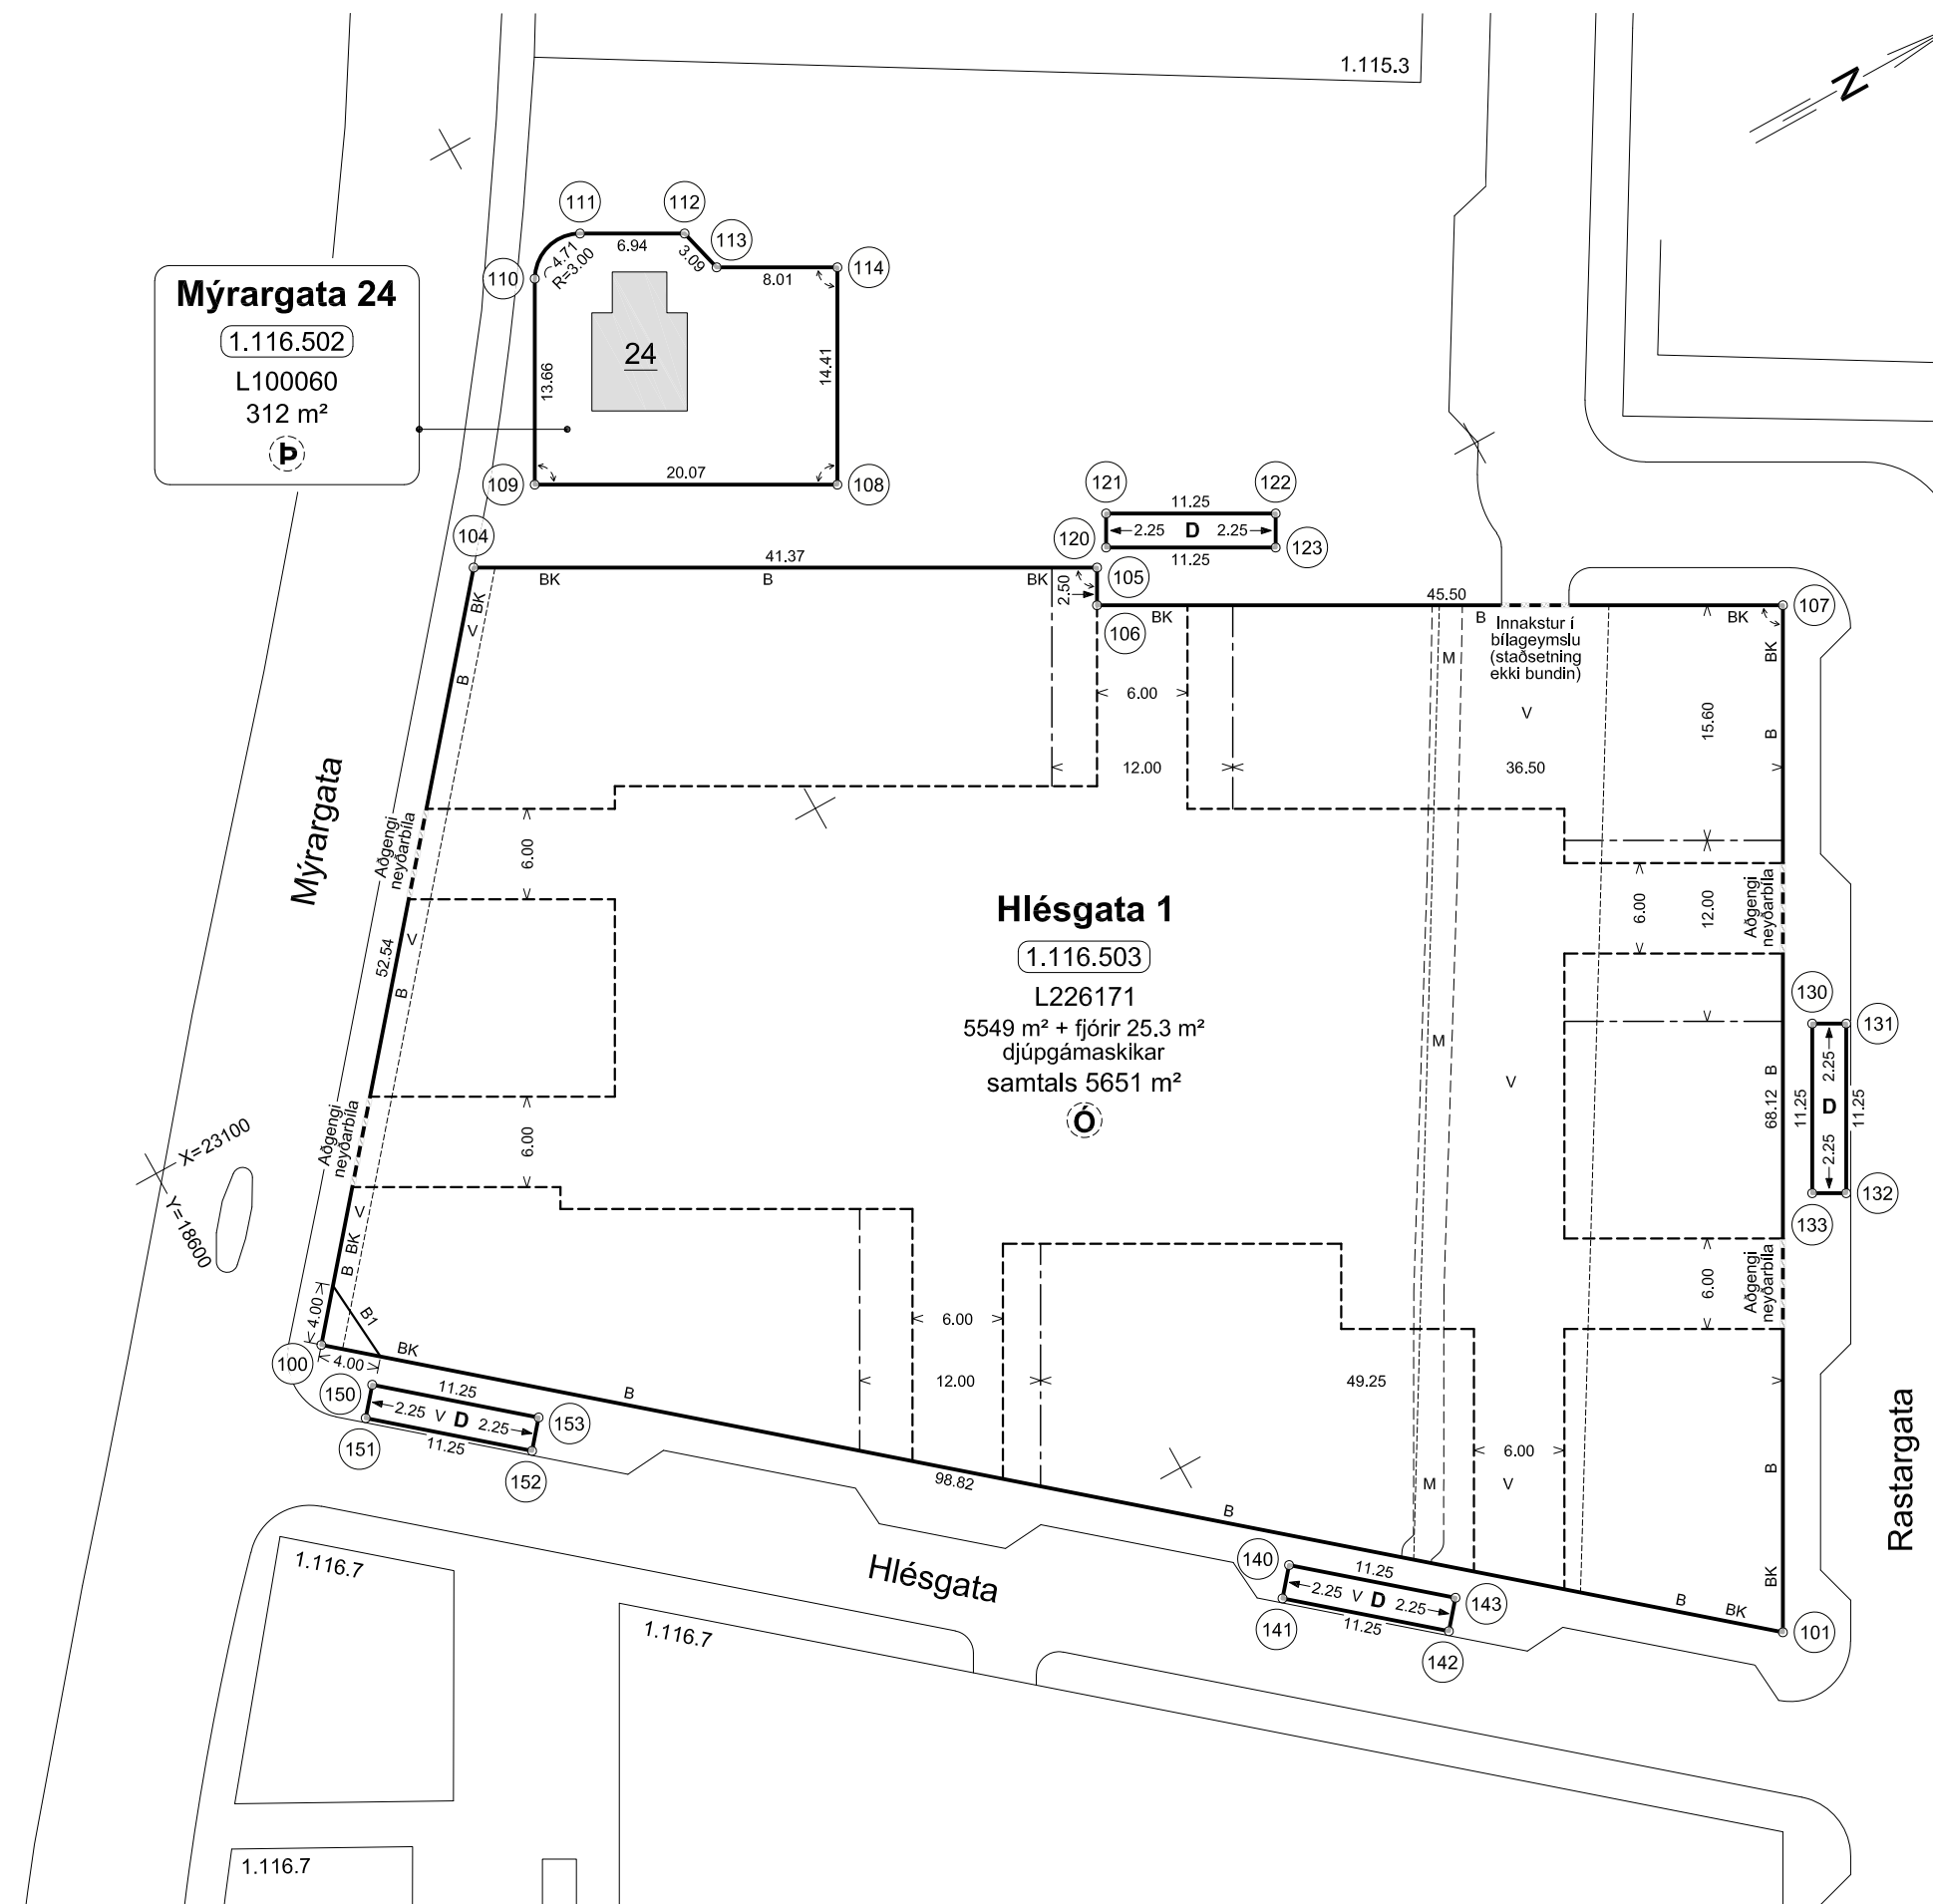 1.115.3
N
111
112
113
110
114
4.71
R=3.00
6.94
3.09
8.01
Mýrargata 24
1.116.502
L100060
312 m²
Þ
24
13.66
14.41
109
20.07
108
121
122
11.25
2.25 D 2.25
104
120
123
11.25
41.37
BK B BK
105
2.50
45.50
107
106
BK
B
BK
Innakstur í
bílageymslu
(staðsetning
ekki bundin)
BK
V
B
M
BK
6.00
V
15.60
B
12.00
36.50
Mýrargata
Aðgengi
neyðarbíla
6.00
Hlésgata 1
1.116.503
L226171
5549 m² + fjórir 25.3 m²
djúpgámaskikar
samtals 5651 m²
Ó
6.00
12.00
Aðgengi
neyðarbíla
V
52.54
B
130
131
M
V
B
68.12
11.25
2.25 D 2.25
11.25
132
133
Aðgengi
neyðarbíla
6.00
X=23100
Y=18600
V
BK
B
6.00
Aðgengi
neyðarbíla
4.00
B1
6.00
100
4.00
BK
12.00
49.25
150
11.25
B
2.25 V D 2.25
153
151
11.25
152
98.82
6.00
M
V
B
B
Rastargata
1.116.7
Hlésgata
140
11.25
2.25 V D 2.25
143
141
11.25
142
BK
B
BK
101
1.116.7
1.116.7